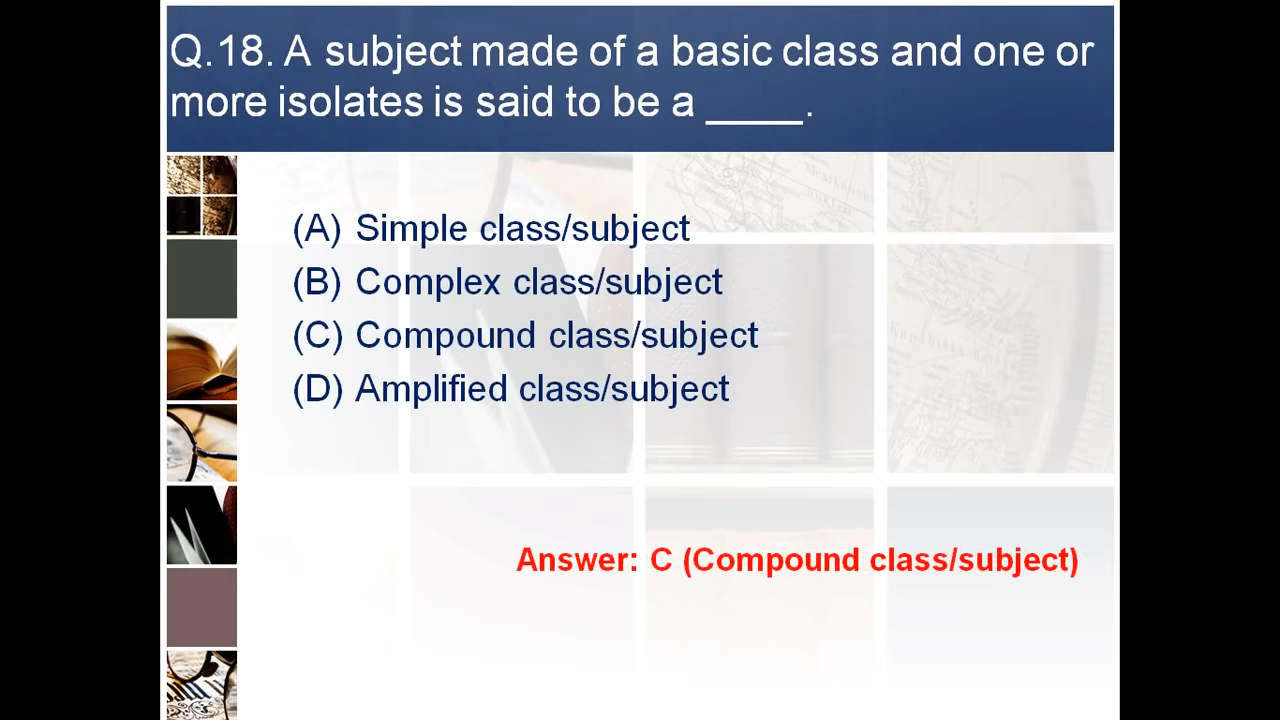 Q.18. A subject made of a basic class and one or
more isolates is said to be a ____.
(A) Simple class/subject
(B) Complex class/subject
(C) Compound class/subject
(D) Amplified class/subject
Answer: C (Compound class/subject)